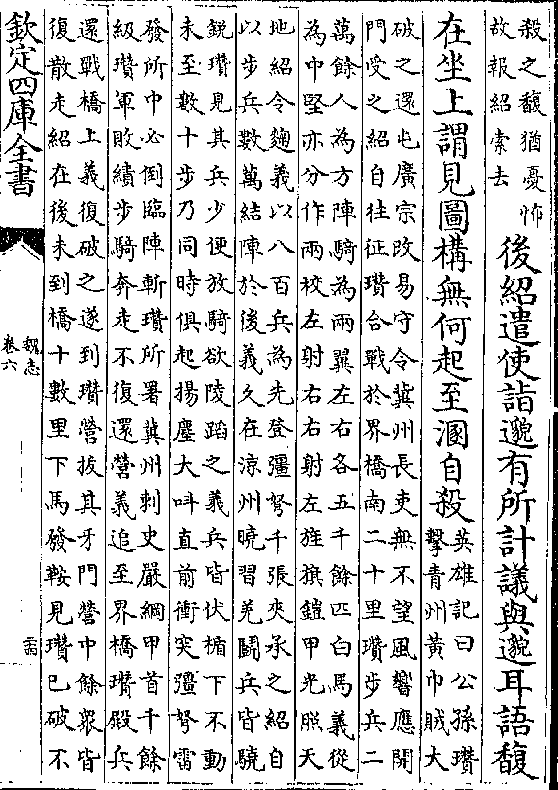 殺之馥猶憂怖
故報紹索去
後紹遣使詣邈有所計議與邈耳語馥
在坐上謂見圖構無何起至溷自殺
英雄記曰公孫瓚
擊青州黃巾賊大
破之還屯廣宗改易守令冀州長吏無不望風響應開
門受之紹自往征瓚合戰於界橋南二十里瓚步兵二
萬餘人為方陣騎為兩翼左右各五千餘匹白馬義從
為中堅亦分作兩校左射右右射左旌旗鎧甲光照天
地紹令麴義以八百兵為先登彊弩千張夾承之紹自
以步兵數萬結陣於後義久在涼州曉習羌鬬兵皆驍
銳瓚見其兵少便放騎欲陵蹈之義兵皆伏楯下不動
未至數十步乃同時俱起揚塵大呌直前衝突彊弩雷
發所中必倒臨陣斬瓚所署冀州刺史嚴綱甲首千餘
級瓚軍敗績步騎奔走不復還營義追至界橋瓚殿兵
還戰橋上義復破之遂到瓚營拔其牙門營中餘衆皆
復散走紹在後未到橋十數里下馬發鞍見瓚已破不
欽定四庫全書
魏志
卷六